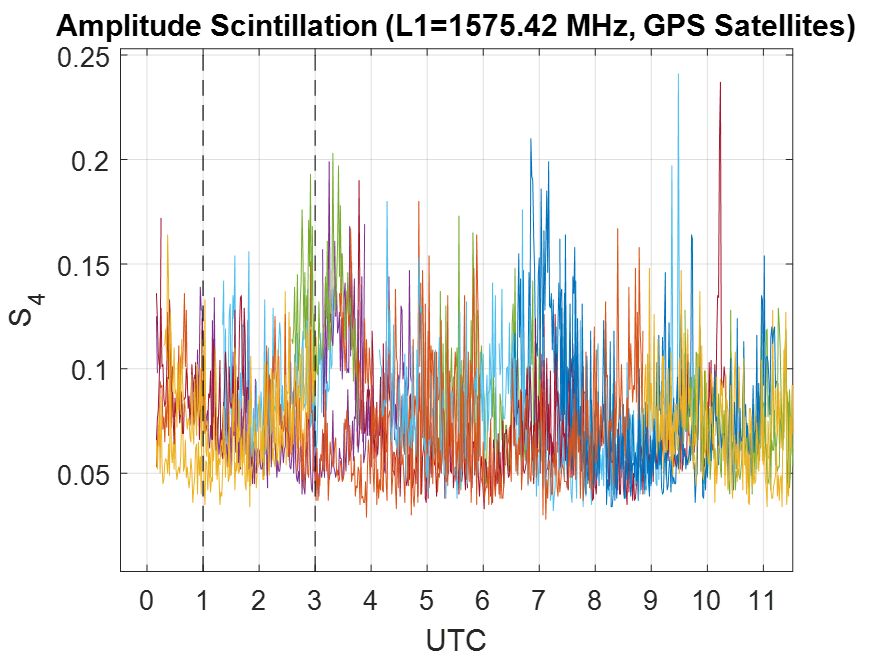 Amplitude Scintillation (L1=1575.42 MHz, GPS Satellites)
0.25
0.2
0.15
0.1
0.05
S4
0 1 2 3 4 5 6 7 8 9 10 11
UTC